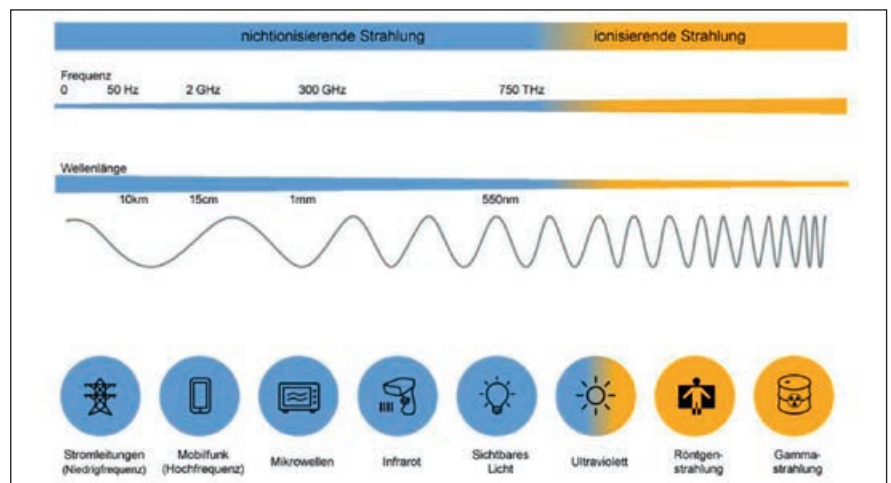 nichtionisierende Strahlung ionisierende Strahlung
Frequenz
0 50 Hz 2 GHz 300 GHz 750 THz
Wellenlänge
10km 15cm 1mm 550nm
Stromleitungen
(Niedrigfrequenz)
Mobilfunk
(Hochfrequenz)
Mikrowellen
Infrarot
Sichtbares
Licht
Ultraviolett
Röntgen-
strahlung
Gamma-
strahlung